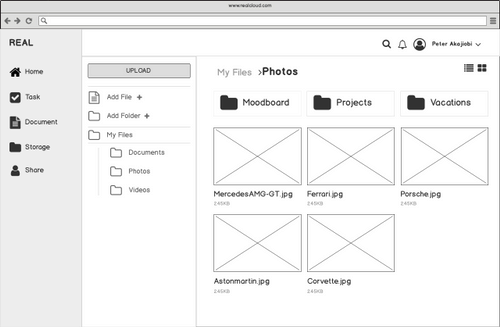 www.realcloud.com
REAL
Peter Akajiobi
Home
Task
Document
Storage
Share
UPLOAD
Add File +
Add Folder +
My Files
Documents
Photos
Videos
My Files >Photos
Moodboard
Projects
Vacations
MercedesAMG-GT.jpg
245KB
Ferrari.jpg
245KB
Porsche.jpg
245KB
Astonmartin.jpg
245KB
Corvette.jpg
245KB